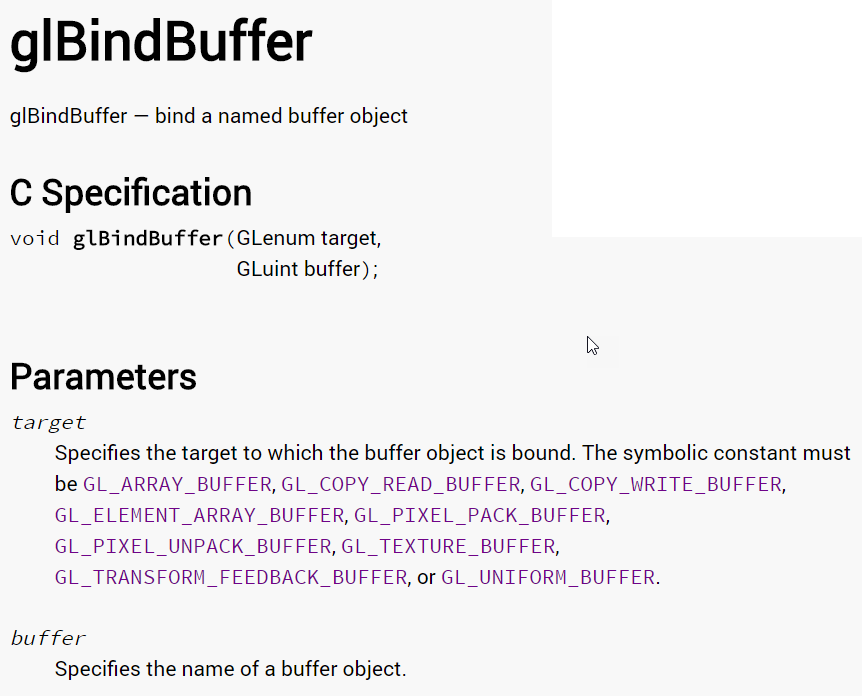 glBindBuffer
glBindBuffer — bind a named buffer object
C Specification
void glBindBuffer(GLenum target,
GLuint buffer);
Parameters
target
Specifies the target to which the buffer object is bound. The symbolic constant must
be GL_ARRAY_BUFFER, GL_COPY_READ_BUFFER, GL_COPY_WRITE_BUFFER,
GL_ELEMENT_ARRAY_BUFFER, GL_PIXEL_PACK_BUFFER,
GL_PIXEL_UNPACK_BUFFER, GL_TEXTURE_BUFFER,
GL_TRANSFORM_FEEDBACK_BUFFER, or GL_UNIFORM_BUFFER.
buffer
Specifies the name of a buffer object.